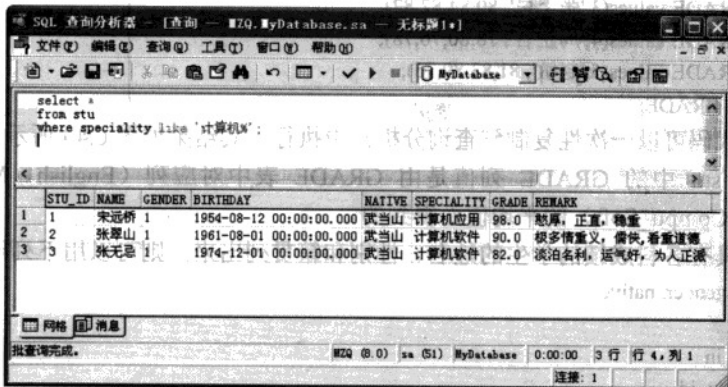 SQL 查询分析器 - [查询 - MZQ.MyDatabase.sa - 无标题1*]
文件(F) 编辑(E) 查询(Q) 工具(T) 窗口(W) 帮助(H)
MyDatabase
select *
from stu
where speciality like '计算机%';
STU_ID NAME GENDER BIRTHDAY NATIVE SPECIALITY GRADE REMARK
1 1 宋远桥 1 1954-08-12 00:00:00.000 武当山 计算机应用 98.0 憨厚,正直,稳重
2 2 张翠山 1 1961-08-01 00:00:00.000 武当山 计算机软件 90.0 极多情重义,儒侠,看重道德
3 3 张无忌 1 1974-12-01 00:00:00.000 武当山 计算机软件 82.0 淡泊名利,运气好,为人正派
网格 消息
批查询完成。 MZQ (8.0) sa (51) MyDatabase 0:00:00 3 行 行 4, 列 1
连接: 1